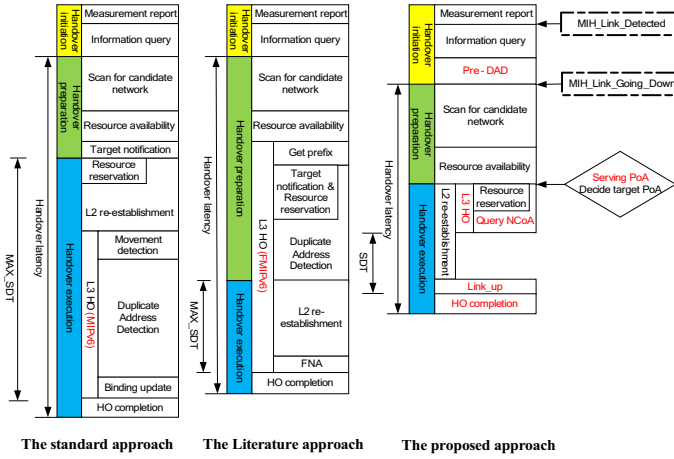 Handover
initiation
Measurement report
Information query
Handover
preparation
Scan for candidate
network
Resource availability
Target notification
Handover execution
Resource
reservation
L2 re-establishment
L3 HO (MIPv6)
Movement
detection
Duplicate
Address
Detection
Binding update
HO completion
MAX_SDT
Handover latency
The standard approach
Handover
initiation
Measurement report
Information query
Handover preparation
Scan for candidate
network
Resource availability
L3 HO (FMIPv6)
Get prefix
Target
notification &
Resource
reservation
Duplicate
Address
Detection
Handover execution
L2 re-
establishment
FNA
HO completion
Handover latency
MAX_SDT
The Literature approach
Handover
initiation
Measurement report
Information query
Pre - DAD
Handover
preparation
Scan for candidate
network
Resource availability
Handover execution
L2 re-establishment
L3 HO
Resource
reservation
Query NCoA
Link_up
HO completion
Handover latency
SDT
MIH_Link_Detected
MIH_Link_Going_Down
Serving PoA
Decide target PoA
The proposed approach